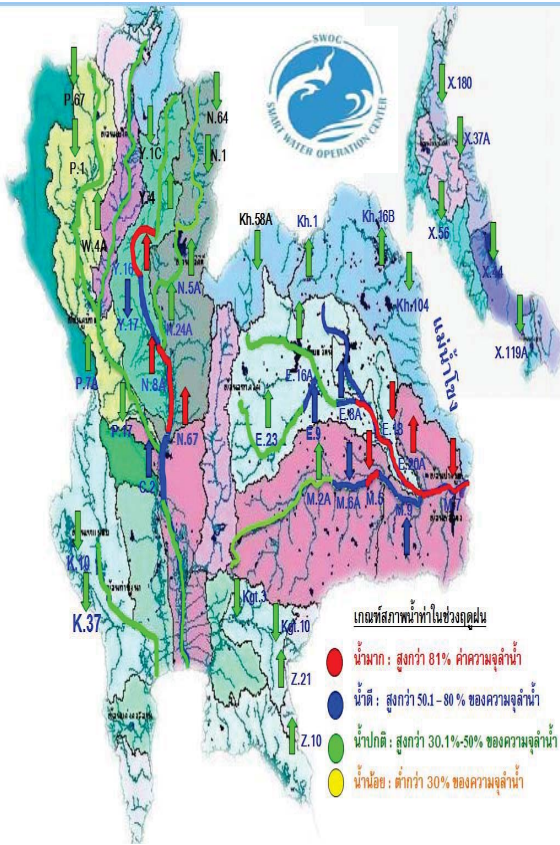 SWOC
SMART WATER OPERATION CENTER
P.67
N.64
X.180
P.1
Y.1C
N.1
X.37A
Y.4
Kh.58A
Kh.1
Kh.16B
W.4A
X.56
Y.16
N.5A
Kh.104
X.44
Y.17
N.24A
แม่น้ำโขง
X.119A
P.7A
N.8A
E.16A
P.17
N.67
E.23
E.9
E.8A
E.18
E.20A
C.2
M.2A
M.6A
M.5
M.9
M.7
K.10
K.37
Kgt.3
Kgt.10
Z.21
Z.10
เกณฑ์สภาพน้ำท่าในช่วงฤดูฝน
น้ำมาก : สูงกว่า 81% ค่าความจุลำน้ำ
น้ำดี : สูงกว่า 50.1 – 80 % ของความจุลำน้ำ
น้ำปกติ : สูงกว่า 30.1%-50% ของความจุลำน้ำ
น้ำน้อย : ต่ำกว่า 30% ของความจุลำน้ำ